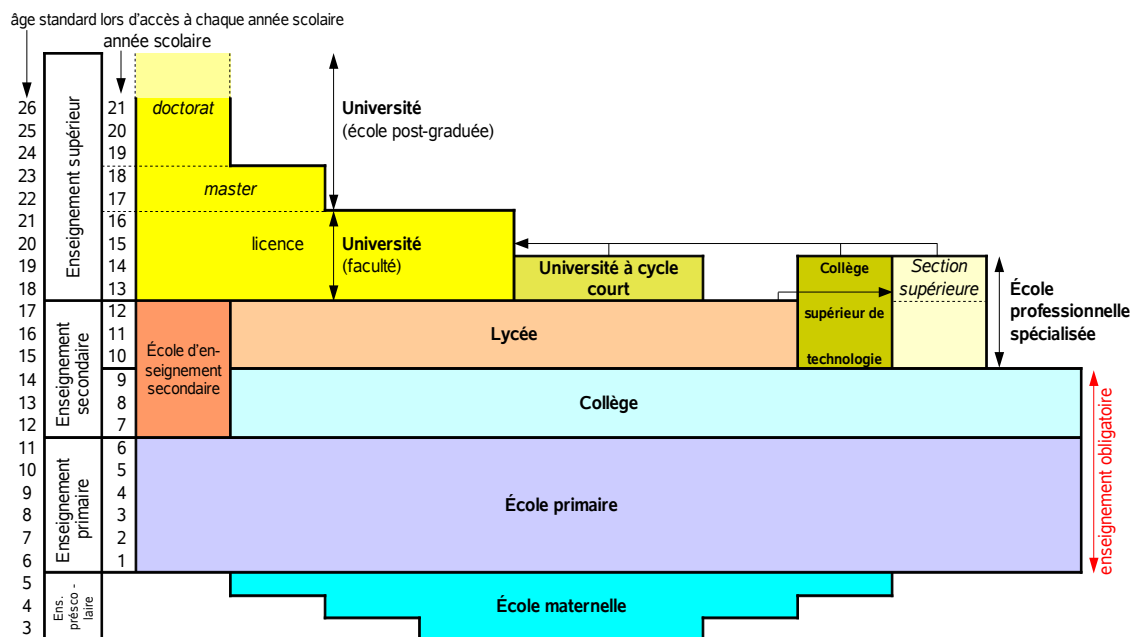 âge standard lors d'accès à chaque année scolaire
année scolaire
26
25
24
23
22
21
20
19
18
17
16
15
14
13
12
11
10
9
8
7
6
5
4
3
Enseignement supérieur
Enseignement
secondaire
Enseignement
primaire
Ens.
présco -
laire
21
20
19
18
17
16
15
14
13
12
11
10
9
8
7
6
5
4
3
2
1
doctorat
master
licence
Université
(école post-graduée)
Université
(faculté)
Université à cycle
court
Collège
supérieur de
technologie
Section
supérieure
École
professionnelle
spécialisée
École d'en-
seignement
secondaire
Lycée
Collège
École primaire
École maternelle
enseignement obligatoire